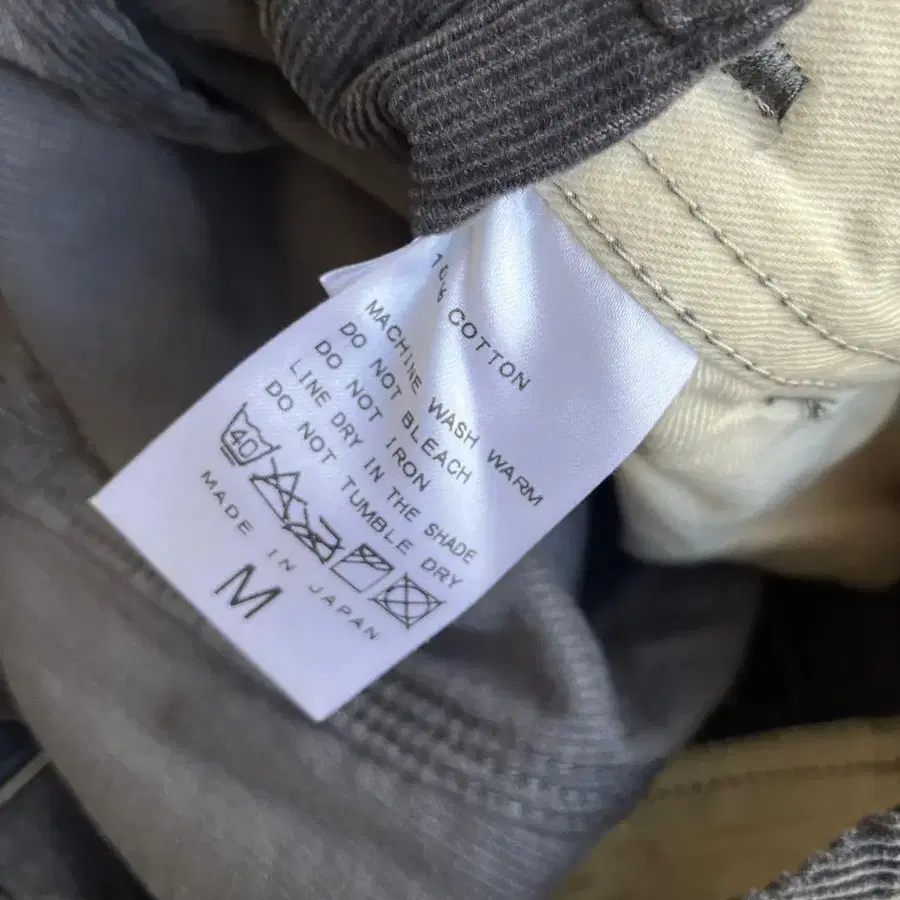 COTTON
MACHINE WASH WARM
DO NOT BLEACH
DO NOT IRON
LINE DRY IN THE SHADE
DO NOT TUMBLE DRY
40
MADE IN JAPAN
M